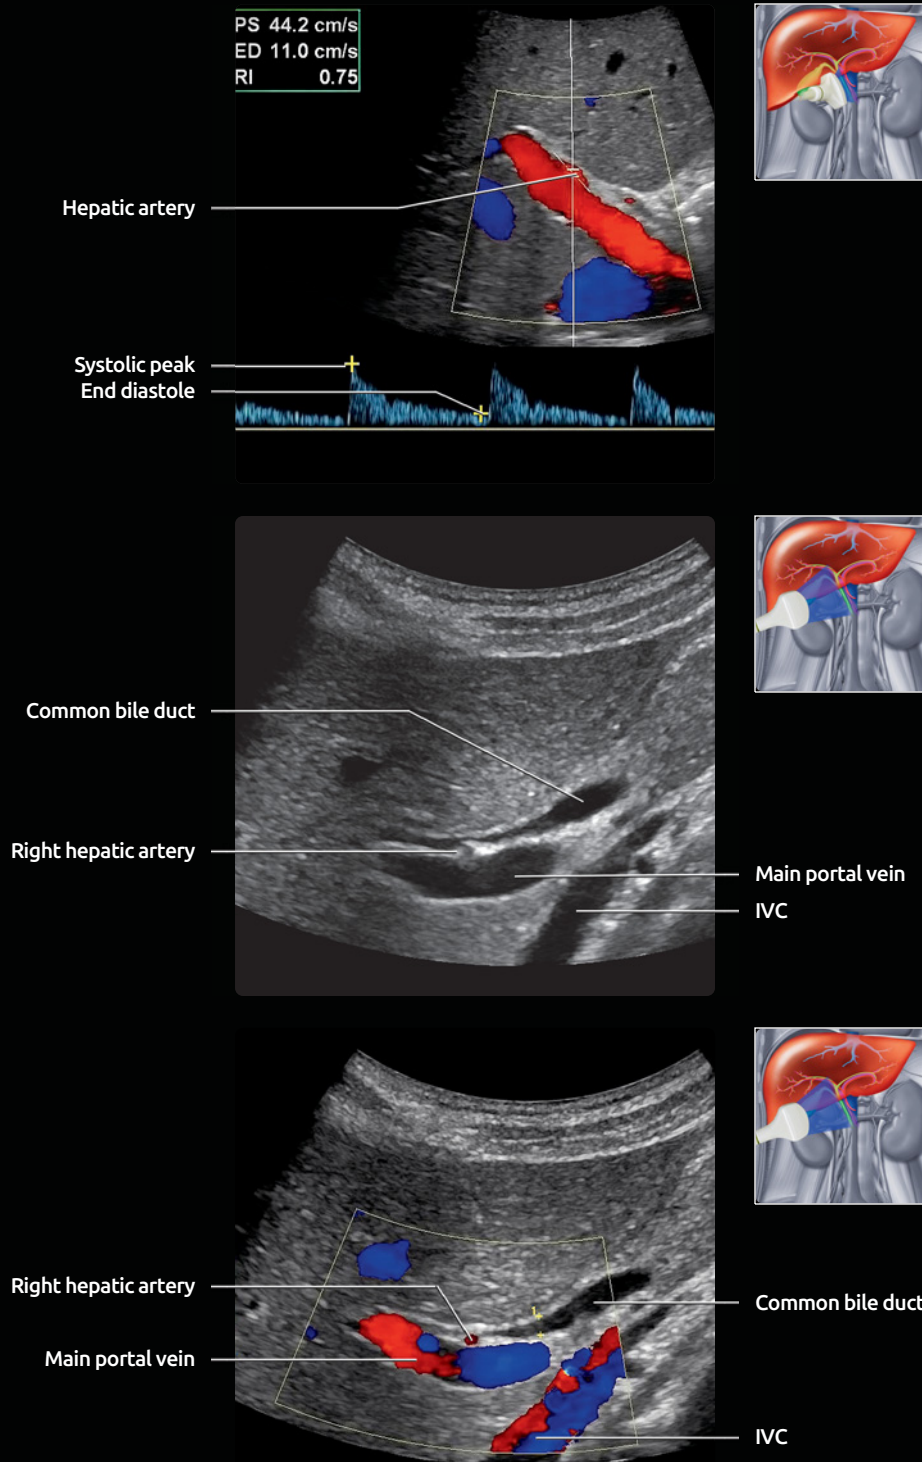 PS 44.2 cm/s
ED 11.0 cm/s
RI 0.75
Hepatic artery
Systolic peak
End diastole
Common bile duct
Right hepatic artery
Main portal vein
IVC
Right hepatic artery
Common bile duct
Main portal vein
IVC